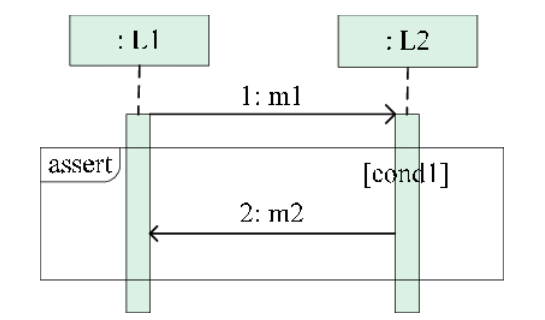 : L1
: L2
1: m1
assert
[cond1]
2: m2